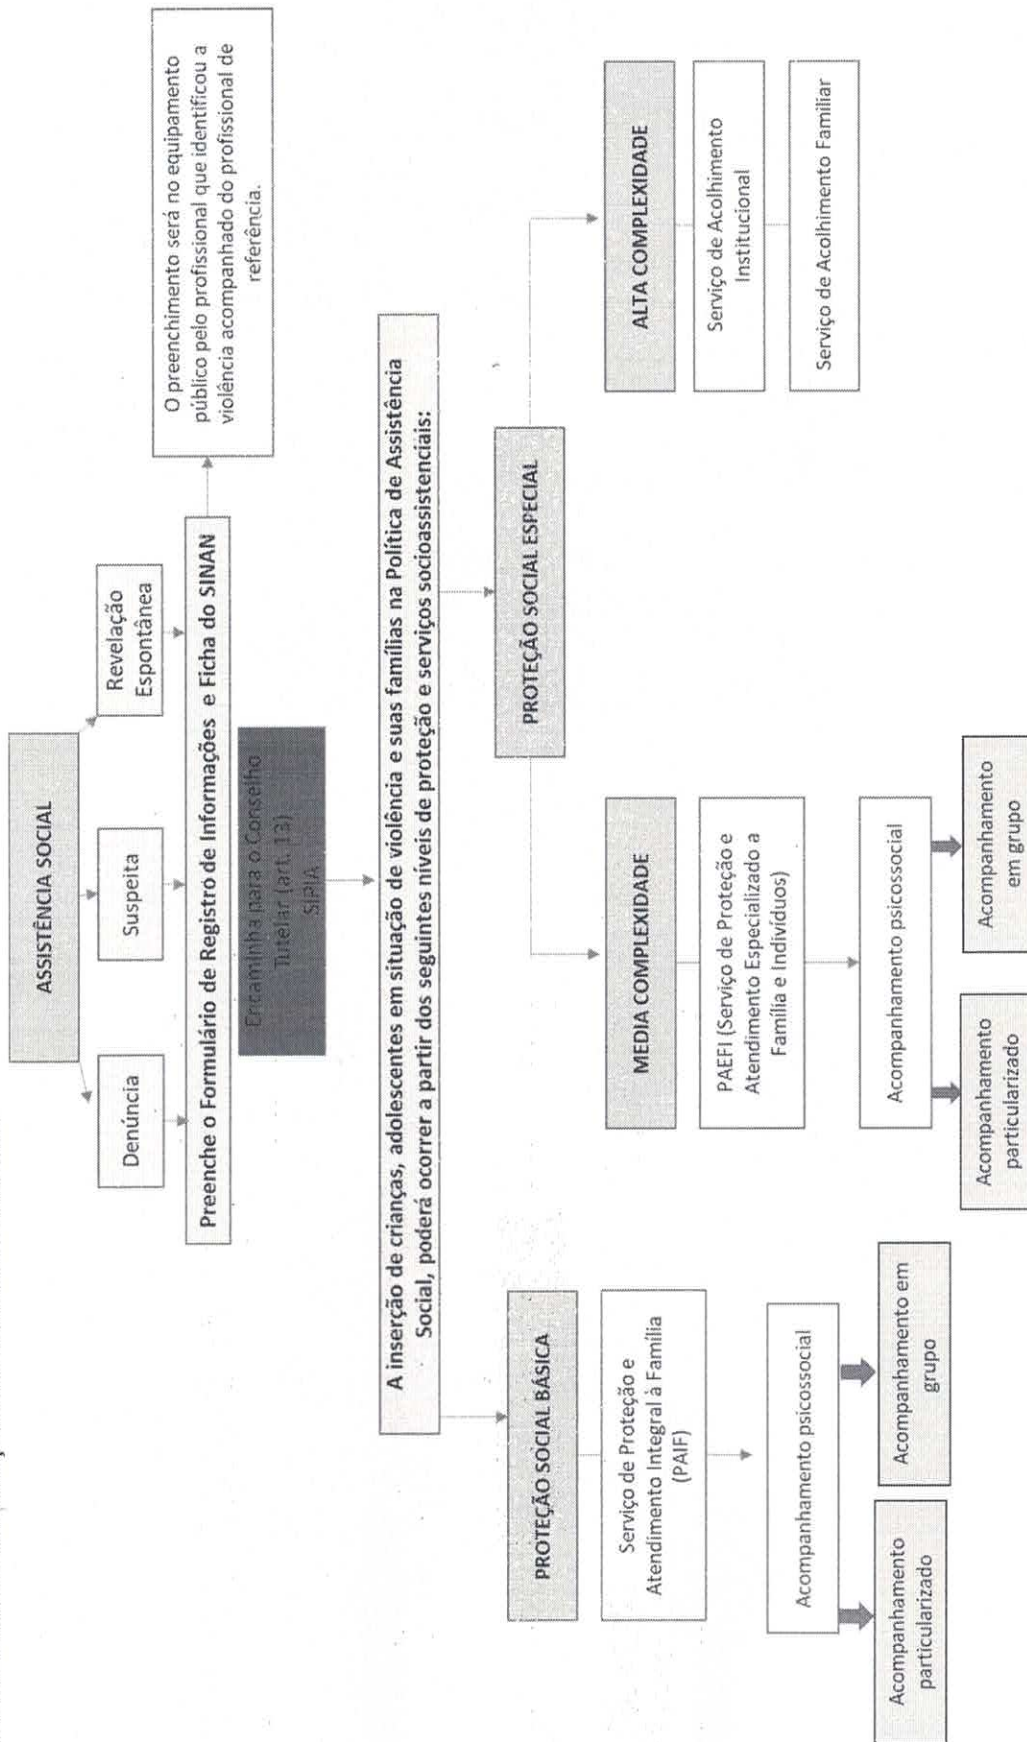 ASSISTÊNCIA SOCIAL
Denúncia
Suspeita
Revelação
Espontânea
Preenche o Formulário de Registro de Informações e Ficha do SINAN
O preenchimento será no equipamento
público pelo profissional que identificou a
violência acompanhado do profissional de
referência.
Encaminha para o Conselho
Tutelar (art. 13)
SIPIA
A inserção de crianças, adolescentes em situação de violência e suas famílias na Política de Assistência
Social, poderá ocorrer a partir dos seguintes níveis de proteção e serviços socioassistenciais:
PROTEÇÃO SOCIAL BÁSICA
Serviço de Proteção e
Atendimento Integral à Família
(PAIF)
Acompanhamento psicossocial
Acompanhamento
particularizado
Acompanhamento em
grupo
PROTEÇÃO SOCIAL ESPECIAL
MEDIA COMPLEXIDADE
PAEFI (Serviço de Proteção e
Atendimento Especializado a
Família e Indivíduos)
Acompanhamento psicossocial
Acompanhamento
particularizado
Acompanhamento
em grupo
ALTA COMPLEXIDADE
Serviço de Acolhimento
Institucional
Serviço de Acolhimento Familiar